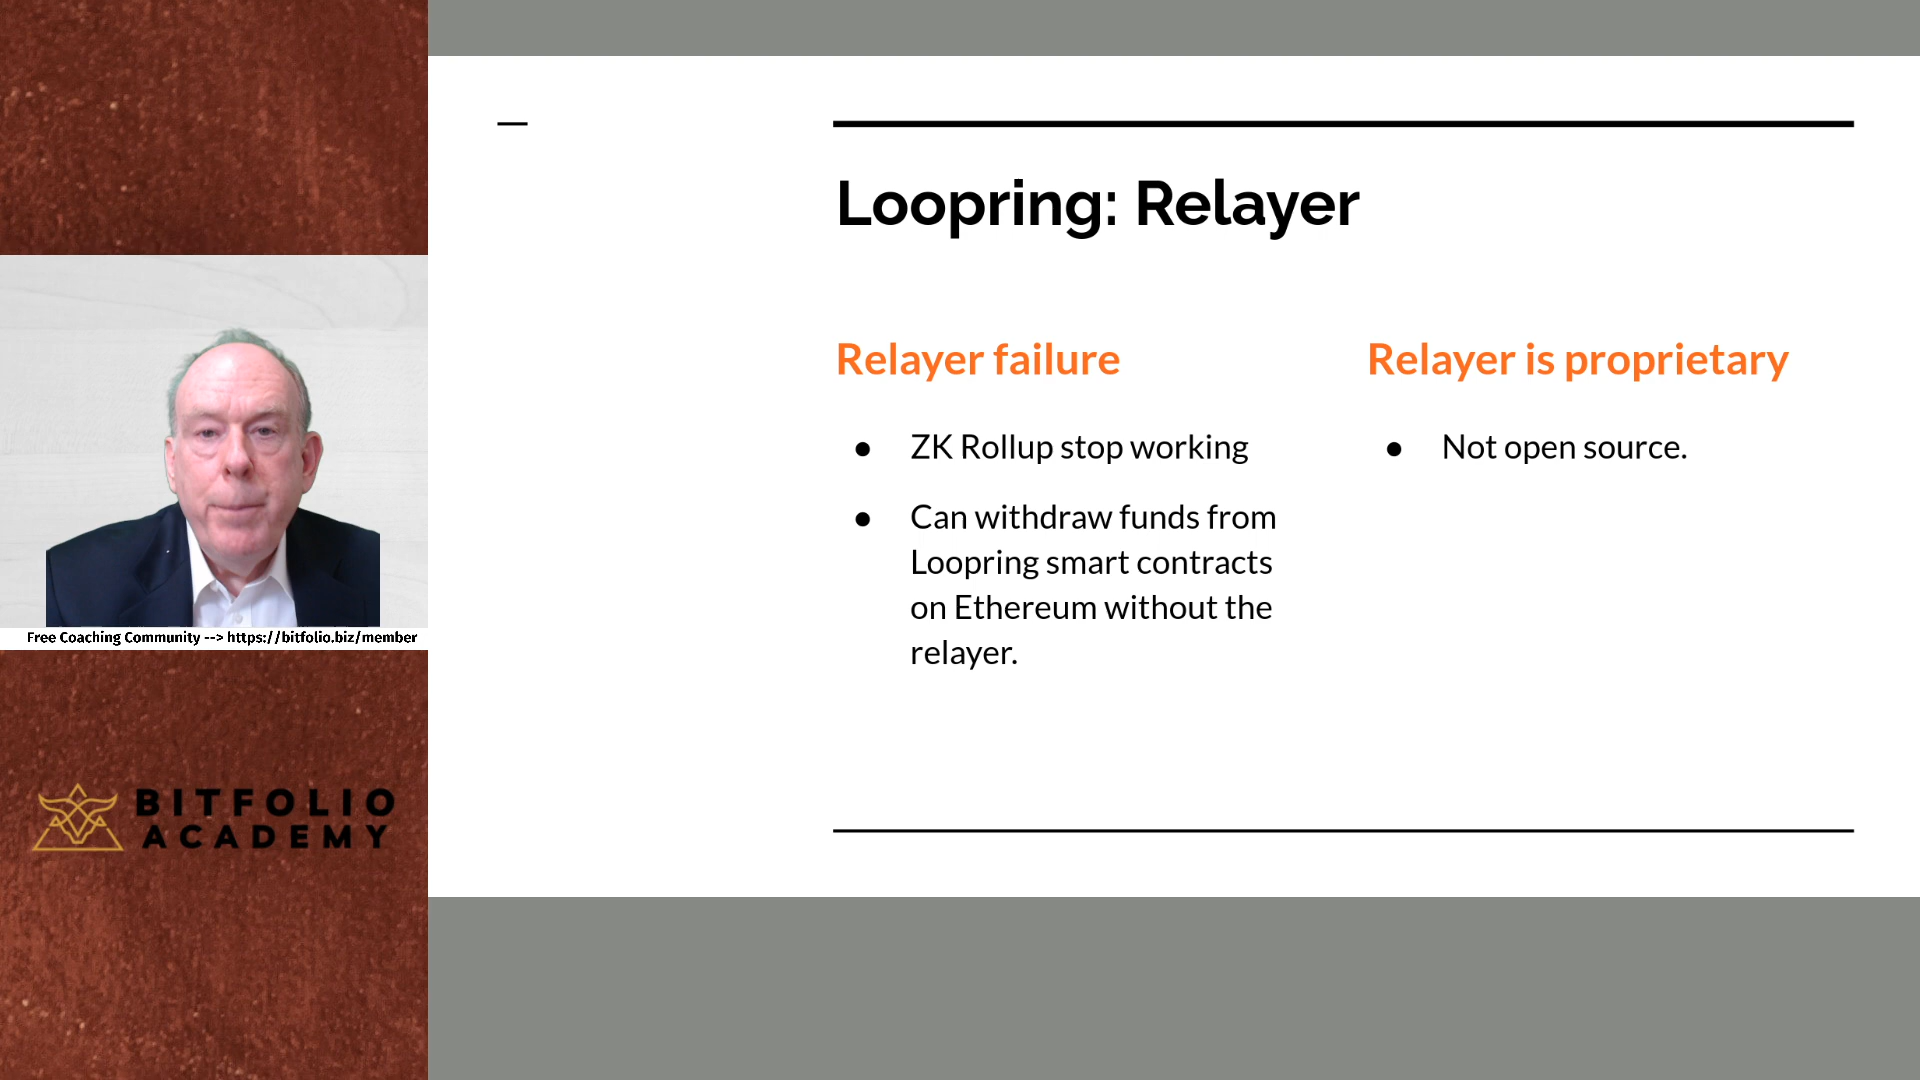 Loopring: Relayer
Relayer failure
● ZK Rollup stop working
● Can withdraw funds from
Loopring smart contracts
on Ethereum without the
relayer.
Relayer is proprietary
● Not open source.
Free Coaching Community --> https://bitfolio.biz/member
BITFOLIO
ACADEMY